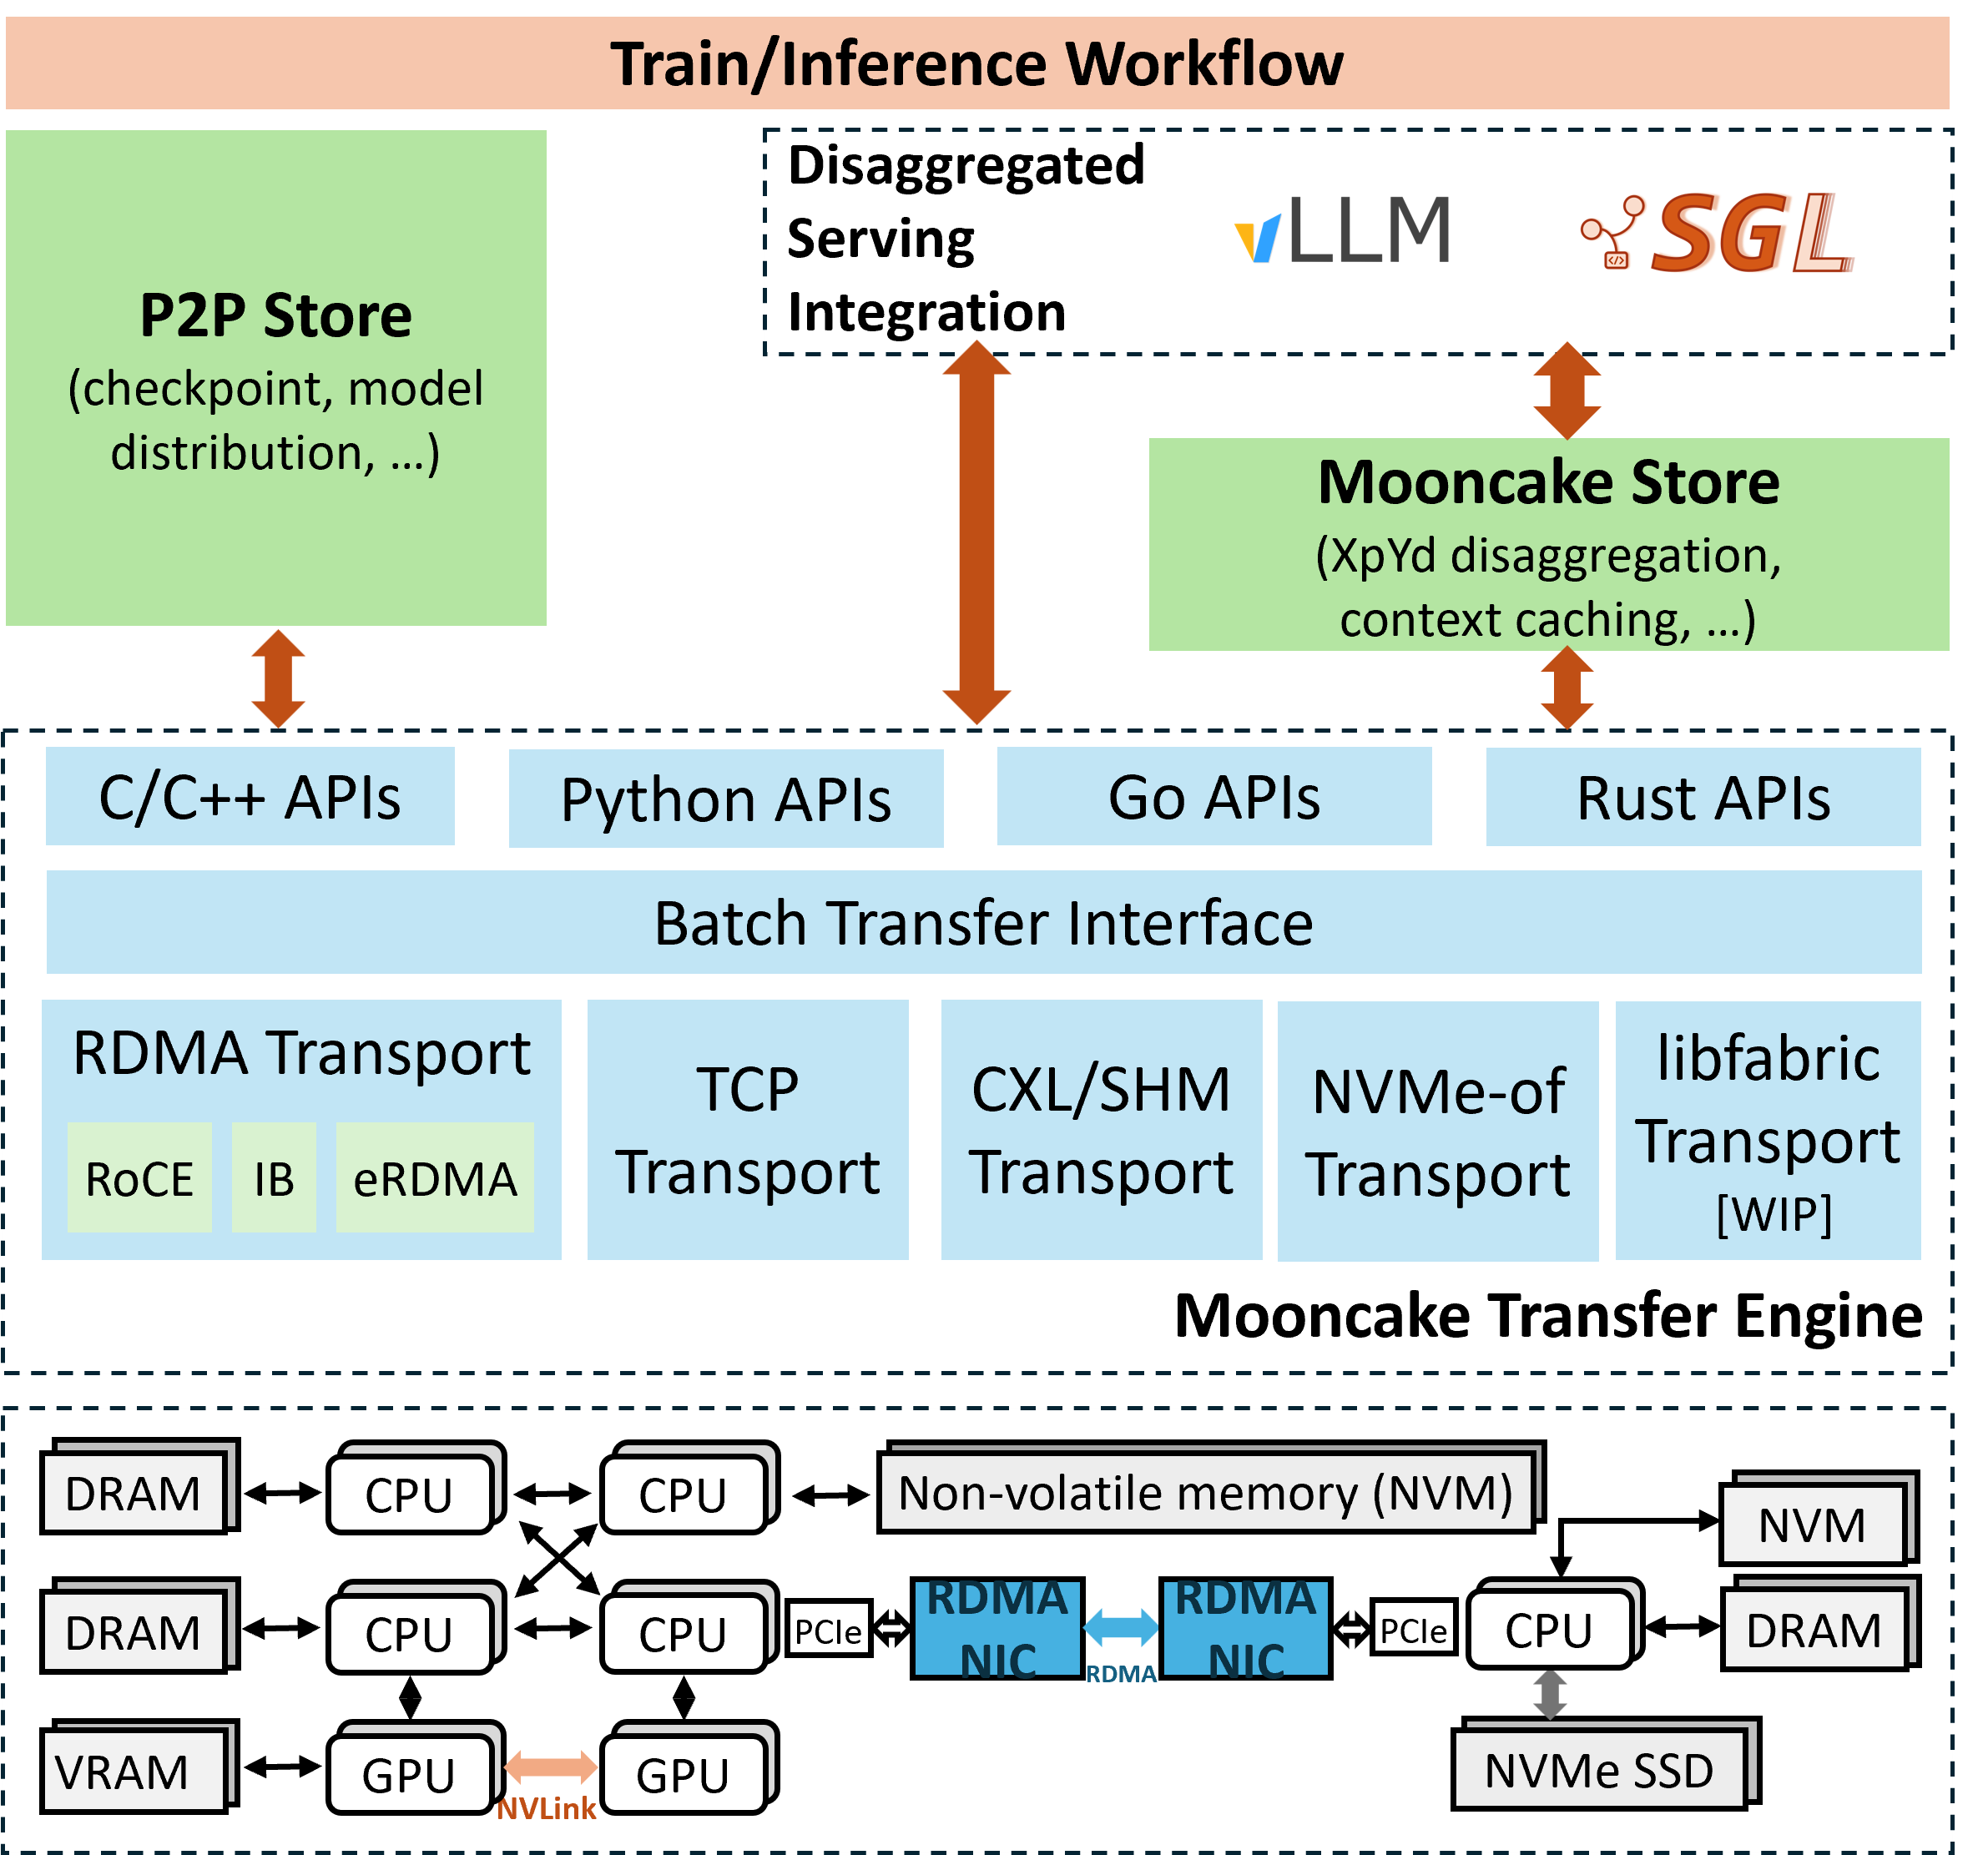 Train/Inference Workflow
P2P Store
(checkpoint, model
distribution, ...)
Disaggregated
Serving
Integration
vLLM
SGL
</>
Mooncake Store
(XpYd disaggregation,
context caching, ...)
C/C++ APIs
Python APIs
Go APIs
Rust APIs
Batch Transfer Interface
RDMA Transport
RoCE
IB
eRDMA
TCP
Transport
CXL/SHM
Transport
NVMe-of
Transport
libfabric
Transport
[WIP]
Mooncake Transfer Engine
DRAM
CPU
CPU
Non-volatile memory (NVM)
NVM
DRAM
CPU
CPU
PCIe
RDMA
NIC
RDMA
RDMA
NIC
PCIe
CPU
DRAM
VRAM
GPU
NVLink
GPU
NVMe SSD